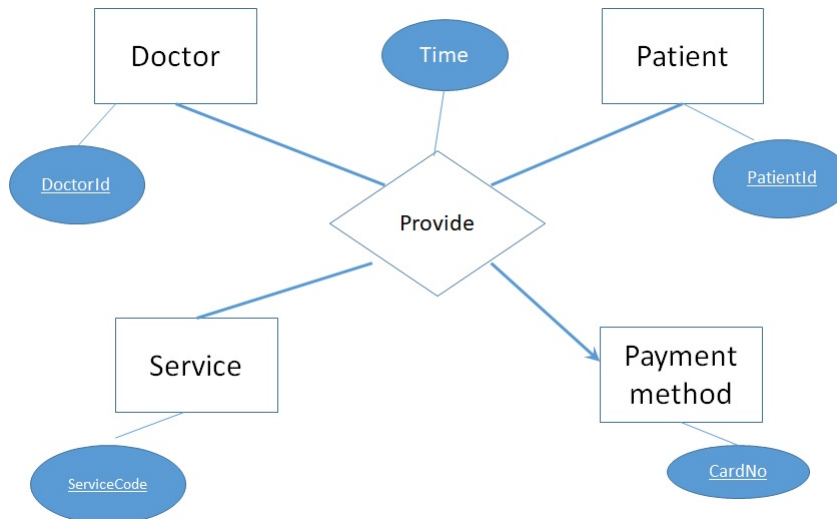 Doctor
Time
Patient
DoctorId
PatientId
Provide
Service
Payment
method
ServiceCode
CardNo